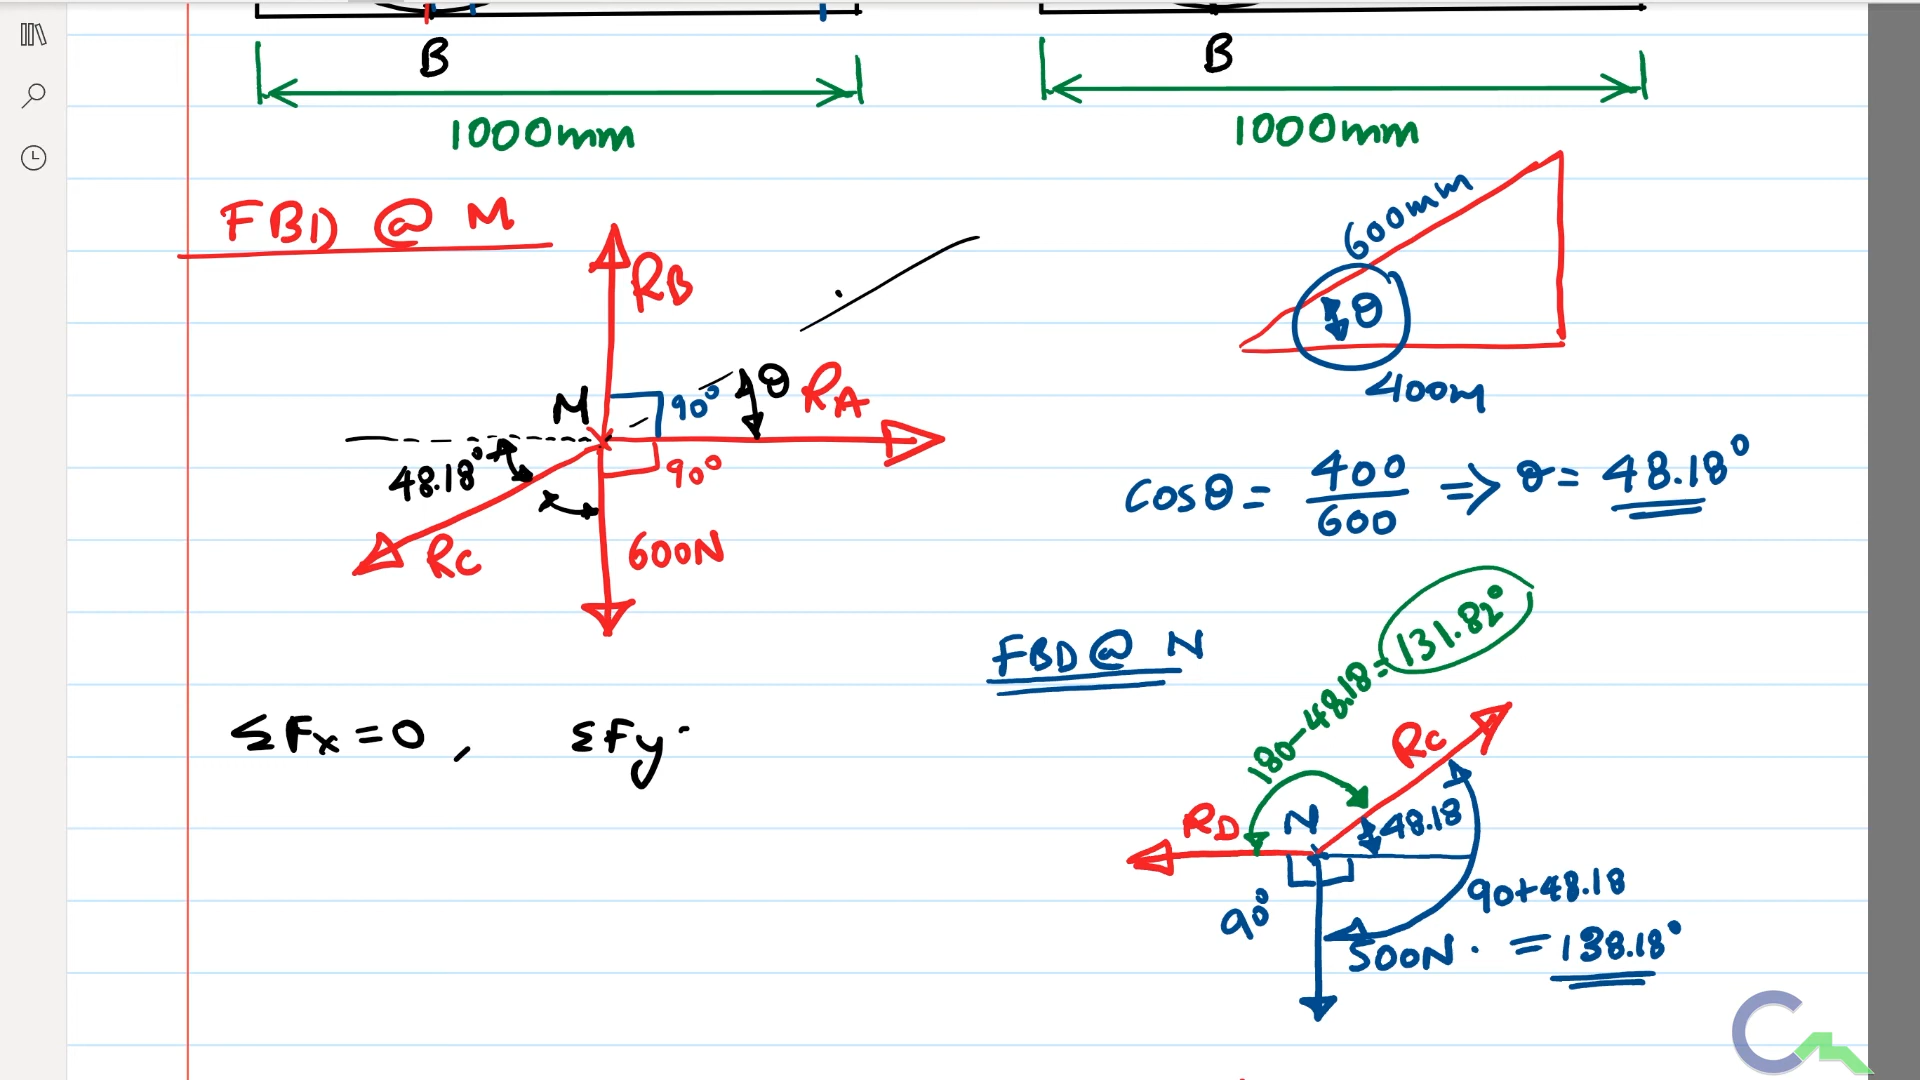 B
B
1000mm
1000mm
FBD @ M
RB
600mm
θ
400m
M
90°
θ
RA
48.18°
90°
x
RC
600N
cosθ = 400/600 => θ = 48.18°
FBD @ N
180-48.18 = 131.82°
ΣFx = 0, ΣFy
RC
RD
N
48.18
90°
90+48.18
500N = 138.18°
CM